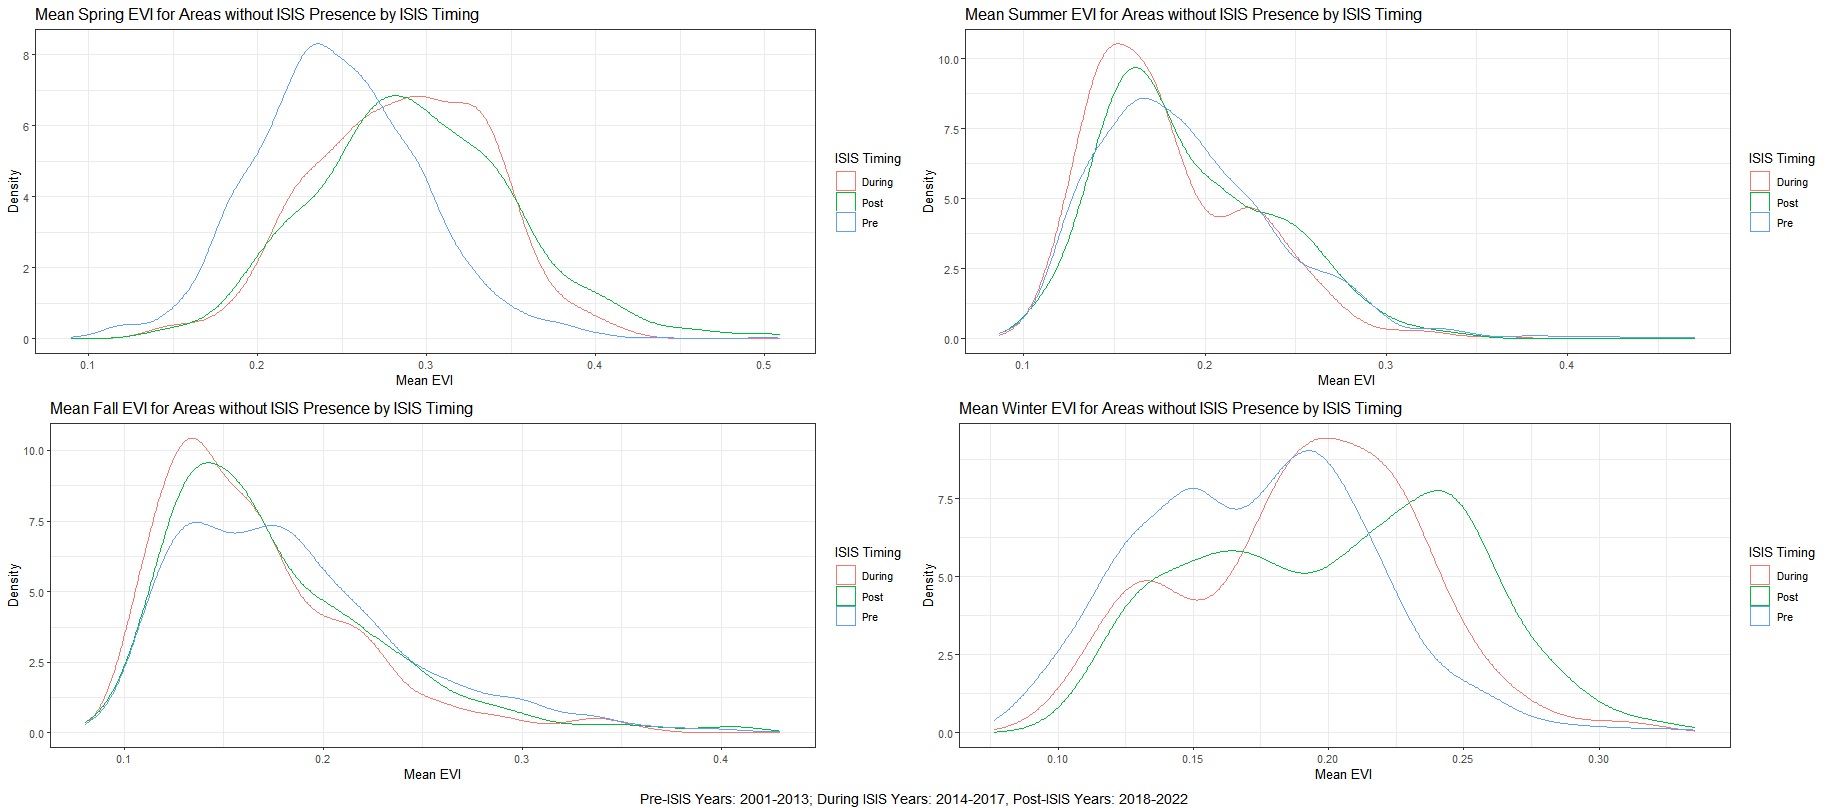 Mean Spring EVI for Areas without ISIS Presence by ISIS Timing
8
6
4
2
0
Density
0.1 0.2 0.3 0.4 0.5
Mean EVI
ISIS Timing
During
Post
Pre
Mean Summer EVI for Areas without ISIS Presence by ISIS Timing
10.0
7.5
5.0
2.5
0.0
Density
0.1 0.2 0.3 0.4
Mean EVI
ISIS Timing
During
Post
Pre
Mean Fall EVI for Areas without ISIS Presence by ISIS Timing
10.0
7.5
5.0
2.5
0.0
Density
0.1 0.2 0.3 0.4
Mean EVI
ISIS Timing
During
Post
Pre
Mean Winter EVI for Areas without ISIS Presence by ISIS Timing
7.5
5.0
2.5
0.0
Density
0.10 0.15 0.20 0.25 0.30
Mean EVI
ISIS Timing
During
Post
Pre
Pre-ISIS Years: 2001-2013; During ISIS Years: 2014-2017, Post-ISIS Years: 2018-2022